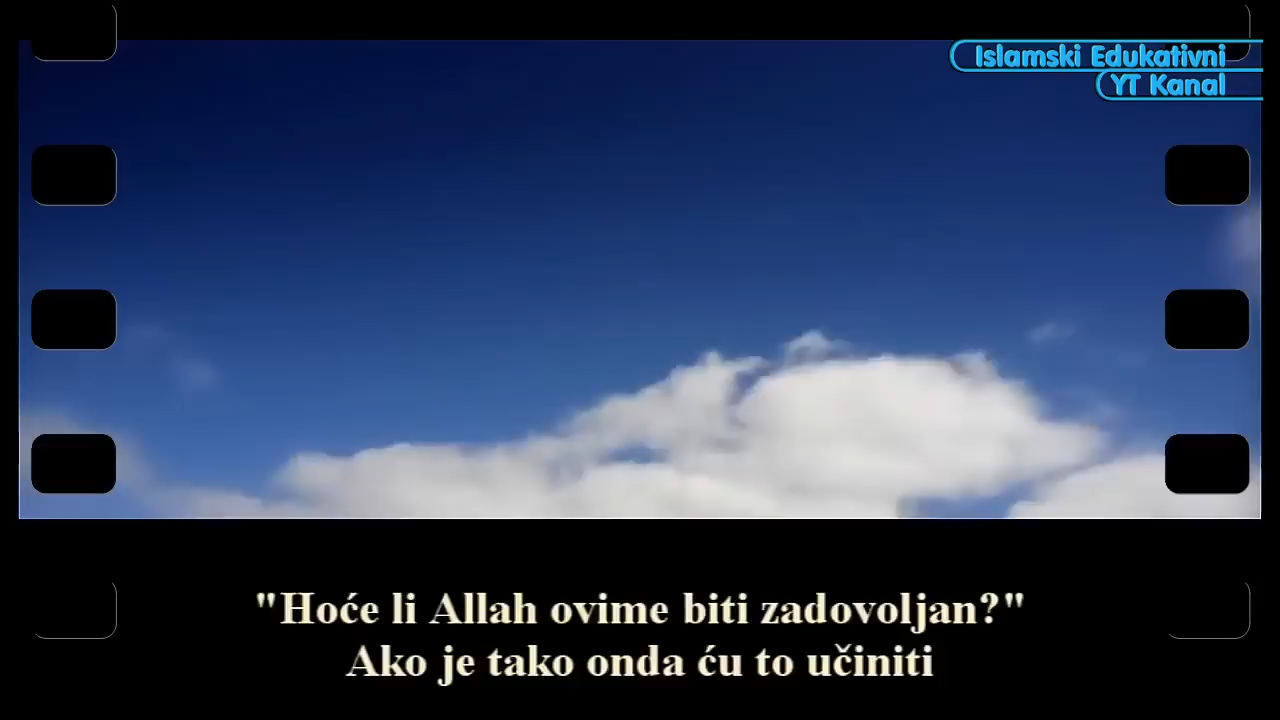 Islamski Edukativni
YT Kanal
"Hoće li Allah ovime biti zadovoljan?"
Ako je tako onda ću to učiniti